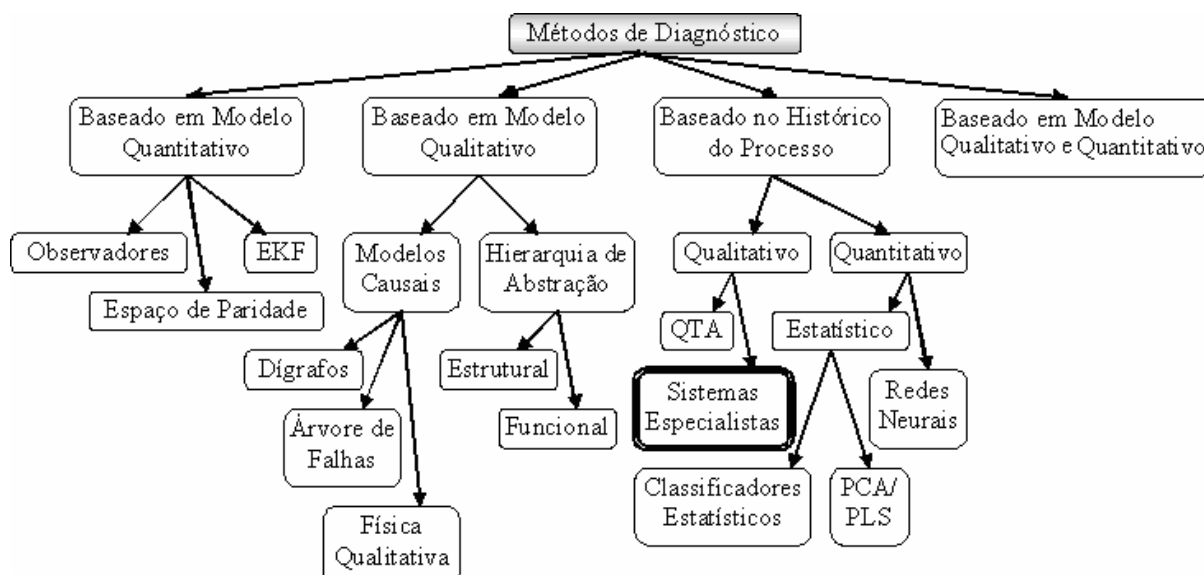 Métodos de Diagnóstico
Baseado em Modelo
Quantitativo
Baseado em Modelo
Qualitativo
Baseado no Histórico
do Processo
Baseado em Modelo
Qualitativo e Quantitativo
Observadores
EKF
Espaço de Paridade
Modelos
Causais
Hierarquia de
Abstração
Qualitativo
Quantitativo
Dígrafos
Árvore de
Falhas
Física
Qualitativa
Estrutural
Funcional
QTA
Sistemas
Especialistas
Estatístico
Redes
Neurais
Classificadores
Estatísticos
PCA/
PLS